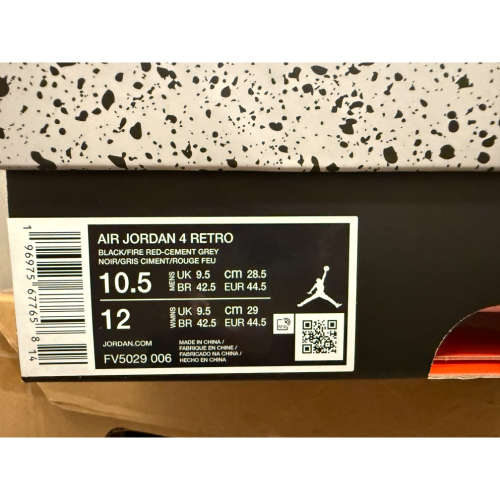 AIR JORDAN 4 RETRO
BLACK/FIRE RED-CEMENT GREY
NOIR/GRIS CIMENT/ROUGE FEU
10.5 MENS UK 9.5 CM 28.5
BR 42.5 EUR 44.5
12 WMNS UK 9.5 CM 29
BR 42.5 EUR 44.5
JORDAN.COM
FV5029 006
MADE IN CHINA /
FABRIQUE EN CHINE /
FABRICADO NA CHINA /
HECHO EN CHINA
1 96975 67765 8 14